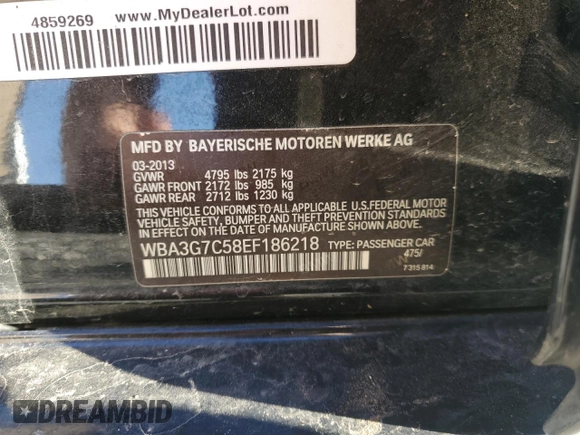 4859269 www.MyDealerLot.com
MFD BY BAYERISCHE MOTOREN WERKE AG
03-2013
GVWR 4795 lbs 2175 kg
GAWR FRONT 2172 lbs 985 kg
GAWR REAR 2712 lbs 1230 kg
THIS VEHICLE CONFORMS TO ALL APPLICABLE U.S.FEDERAL MOTOR
VEHICLE SAFETY, BUMPER AND THEFT PREVENTION STANDARDS
IN EFFECT ON THE DATE OF MANUFACTURE SHOWN ABOVE.
WBA3G7C58EF186218 TYPE: PASSENGER CAR
475/
7 315 814
DREAMBID